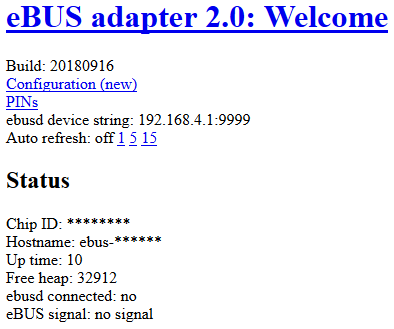 eBUS adapter 2.0: Welcome
Build: 20180916
Configuration (new)
PINs
ebusd device string: 192.168.4.1:9999
Auto refresh: off 1 5 15
Status
Chip ID: ********
Hostname: ebus-******
Up time: 10
Free heap: 32912
ebusd connected: no
eBUS signal: no signal